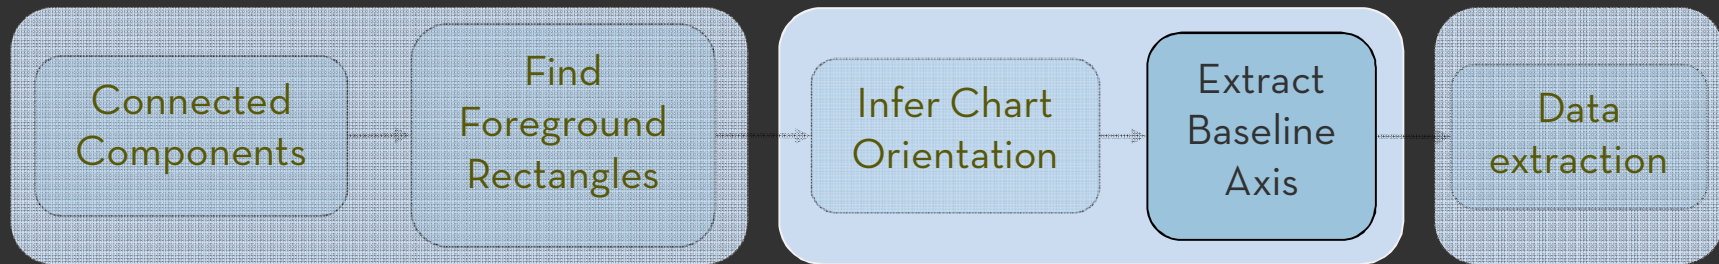 Connected
Components
Find
Foreground
Rectangles
Infer Chart
Orientation
Extract
Baseline
Axis
Data
extraction